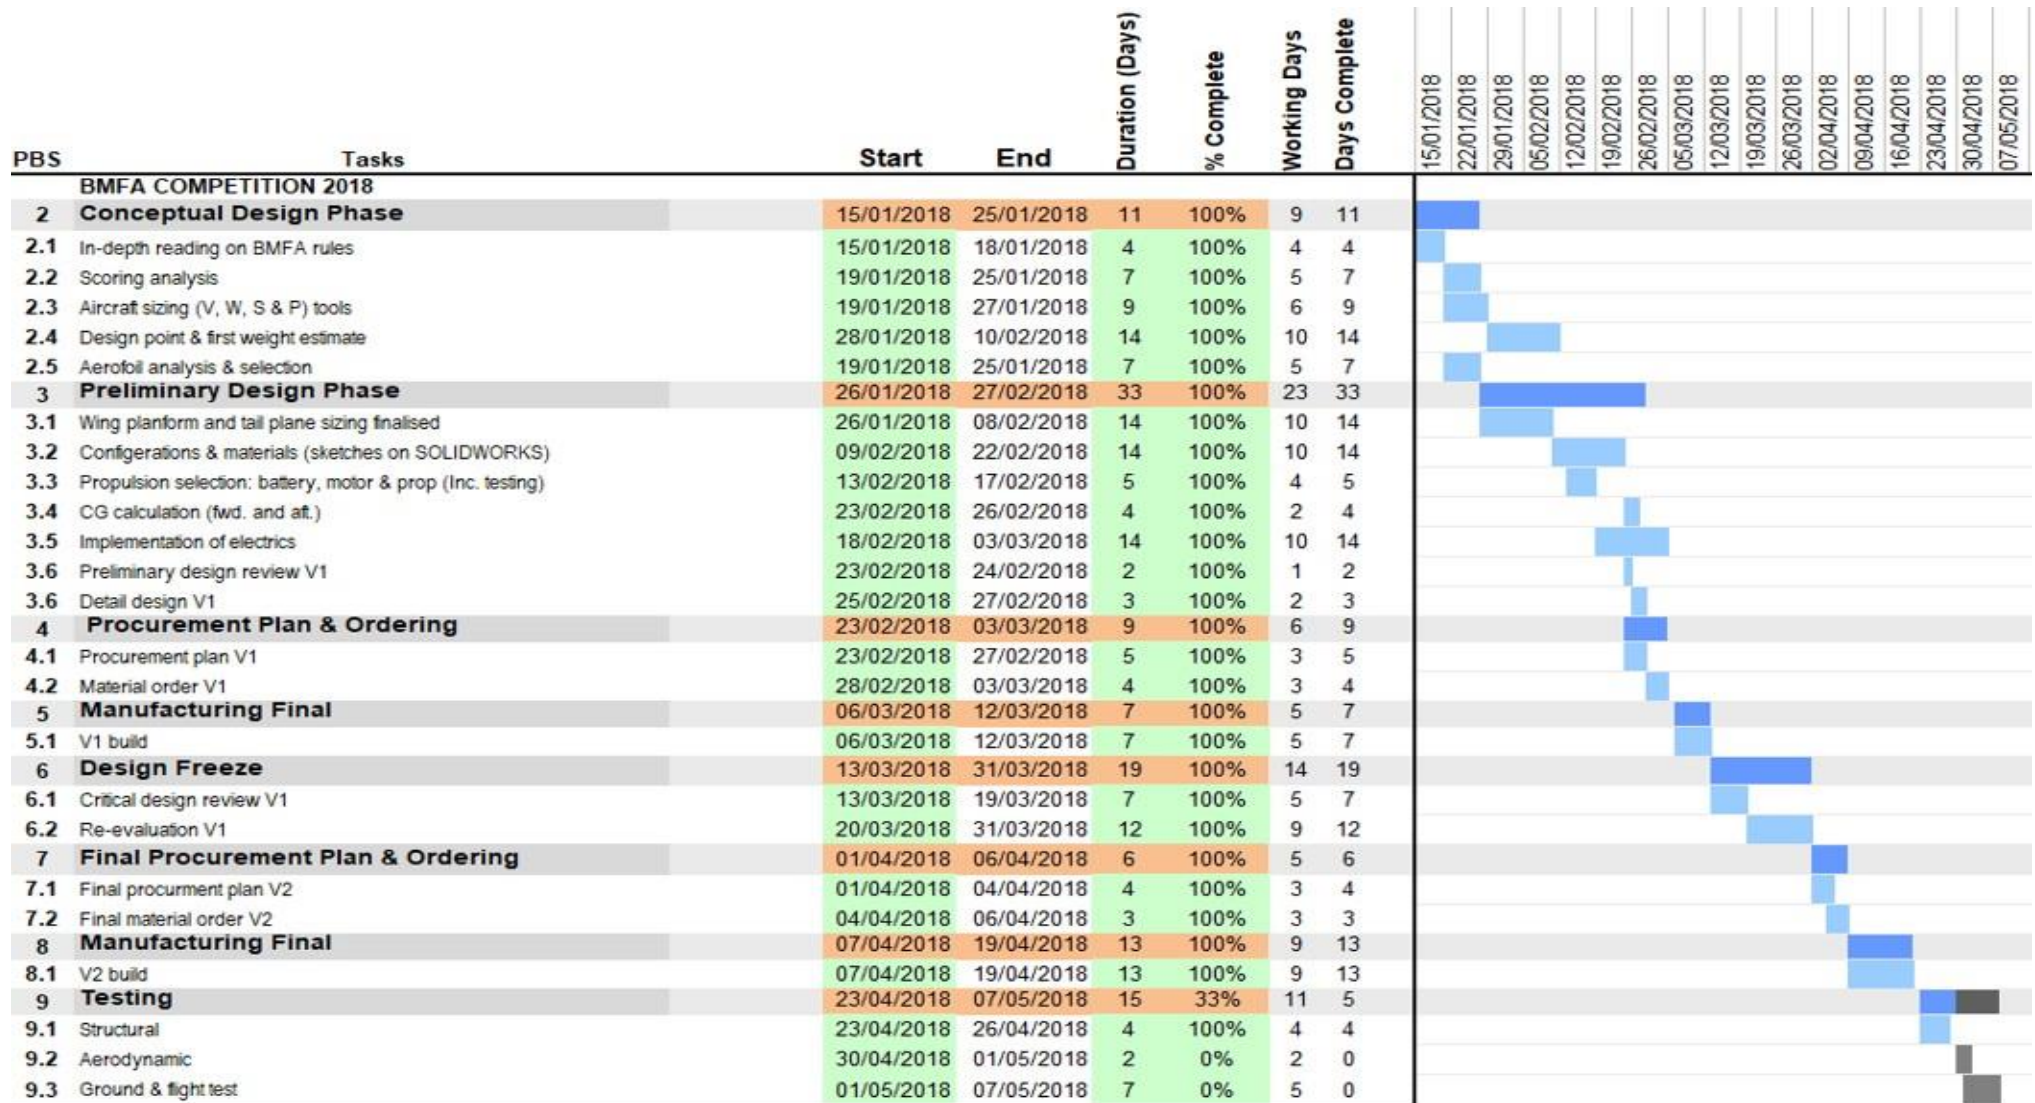 PBS Tasks Start End Duration (Days) % Complete Working Days Days Complete 15/01/2018 22/01/2018 29/01/2018 05/02/2018 12/02/2018 19/02/2018 26/02/2018 05/03/2018 12/03/2018 19/03/2018 26/03/2018 02/04/2018 09/04/2018 16/04/2018 23/04/2018 30/04/2018 07/05/2018
BMFA COMPETITION 2018
2 Conceptual Design Phase 15/01/2018 25/01/2018 11 100% 9 11
2.1 In-depth reading on BMFA rules 15/01/2018 18/01/2018 4 100% 4 4
2.2 Scoring analysis 19/01/2018 25/01/2018 7 100% 5 7
2.3 Aircraft sizing (V, W, S & P) tools 19/01/2018 27/01/2018 9 100% 6 9
2.4 Design point & first weight estimate 28/01/2018 10/02/2018 14 100% 10 14
2.5 Aerofoil analysis & selection 19/01/2018 25/01/2018 7 100% 5 7
3 Preliminary Design Phase 26/01/2018 27/02/2018 33 100% 23 33
3.1 Wing planform and tail plane sizing finalised 26/01/2018 08/02/2018 14 100% 10 14
3.2 Configerations & materials (sketches on SOLIDWORKS) 09/02/2018 22/02/2018 14 100% 10 14
3.3 Propulsion selection: battery, motor & prop (Inc. testing) 13/02/2018 17/02/2018 5 100% 4 5
3.4 CG calculation (fwd. and aft.) 23/02/2018 26/02/2018 4 100% 2 4
3.5 Implementation of electrics 18/02/2018 03/03/2018 14 100% 10 14
3.6 Preliminary design review V1 23/02/2018 24/02/2018 2 100% 1 2
3.6 Detail design V1 25/02/2018 27/02/2018 3 100% 2 3
4 Procurement Plan & Ordering 23/02/2018 03/03/2018 9 100% 6 9
4.1 Procurement plan V1 23/02/2018 27/02/2018 5 100% 3 5
4.2 Material order V1 28/02/2018 03/03/2018 4 100% 3 4
5 Manufacturing Final 06/03/2018 12/03/2018 7 100% 5 7
5.1 V1 build 06/03/2018 12/03/2018 7 100% 5 7
6 Design Freeze 13/03/2018 31/03/2018 19 100% 14 19
6.1 Critical design review V1 13/03/2018 19/03/2018 7 100% 5 7
6.2 Re-evaluation V1 20/03/2018 31/03/2018 12 100% 9 12
7 Final Procurement Plan & Ordering 01/04/2018 06/04/2018 6 100% 5 6
7.1 Final procurment plan V2 01/04/2018 04/04/2018 4 100% 3 4
7.2 Final material order V2 04/04/2018 06/04/2018 3 100% 3 3
8 Manufacturing Final 07/04/2018 19/04/2018 13 100% 9 13
8.1 V2 build 07/04/2018 19/04/2018 13 100% 9 13
9 Testing 23/04/2018 07/05/2018 15 33% 11 5
9.1 Structural 23/04/2018 26/04/2018 4 100% 4 4
9.2 Aerodynamic 30/04/2018 01/05/2018 2 0% 2 0
9.3 Ground & flight test 01/05/2018 07/05/2018 7 0% 5 0